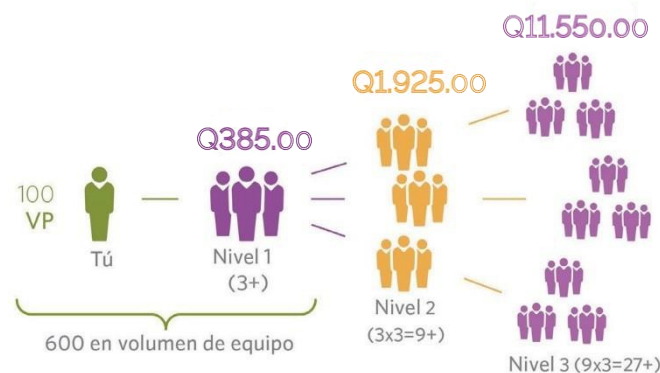 Q11.550.00
Q1.925.00
Q385.00
100
VP
Tú
Nivel 1
(3+)
600 en volumen de equipo
Nivel 2
(3x3=9+)
Nivel 3 (9x3=27+)